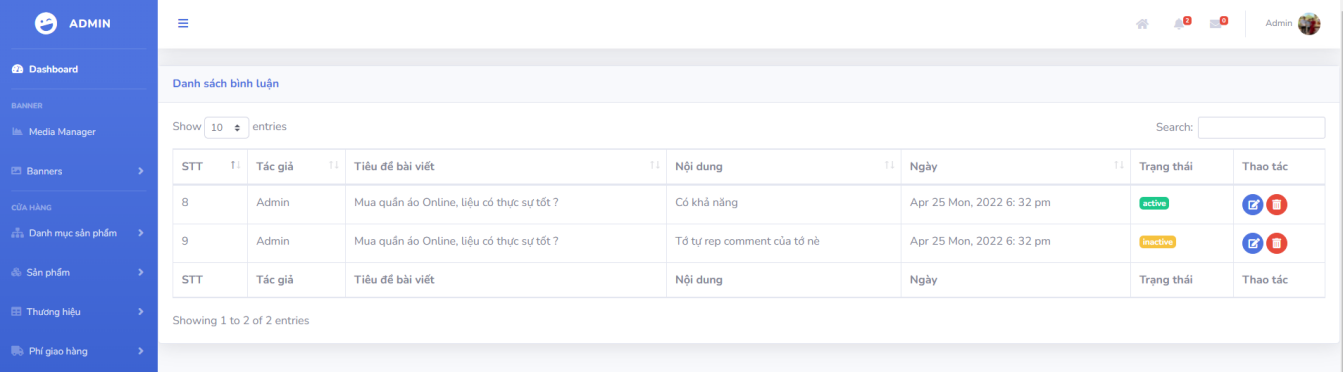 ADMIN
2
0
Admin
Dashboard
BANNER
Media Manager
Banners
CỬA HÀNG
Danh mục sản phẩm
Sản phẩm
Thương hiệu
Phí giao hàng
Danh sách bình luận
Show 10 entries
Search:
STT Tác giả Tiêu đề bài viết Nội dung Ngày Trạng thái Thao tác
8 Admin Mua quần áo Online, liệu có thực sự tốt ? Có khả năng Apr 25 Mon, 2022 6: 32 pm active
9 Admin Mua quần áo Online, liệu có thực sự tốt ? Tớ tự rep comment của tớ nè Apr 25 Mon, 2022 6: 32 pm inactive
STT Tác giả Tiêu đề bài viết Nội dung Ngày Trạng thái Thao tác
Showing 1 to 2 of 2 entries